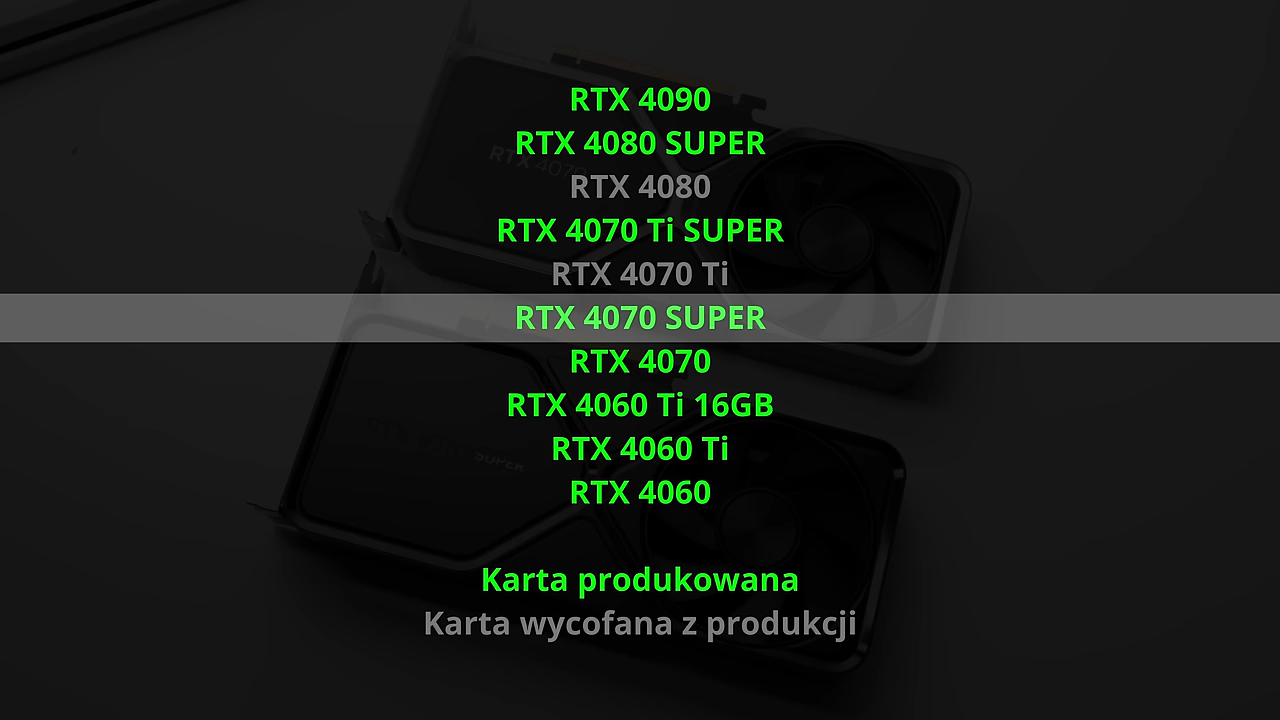 RTX 4090
RTX 4080 SUPER
RTX 4080
RTX 4070 Ti SUPER
RTX 4070 Ti
RTX 4070 SUPER
RTX 4070
RTX 4060 Ti 16GB
RTX 4060 Ti
RTX 4060
Karta produkowana
Karta wycofana z produkcji